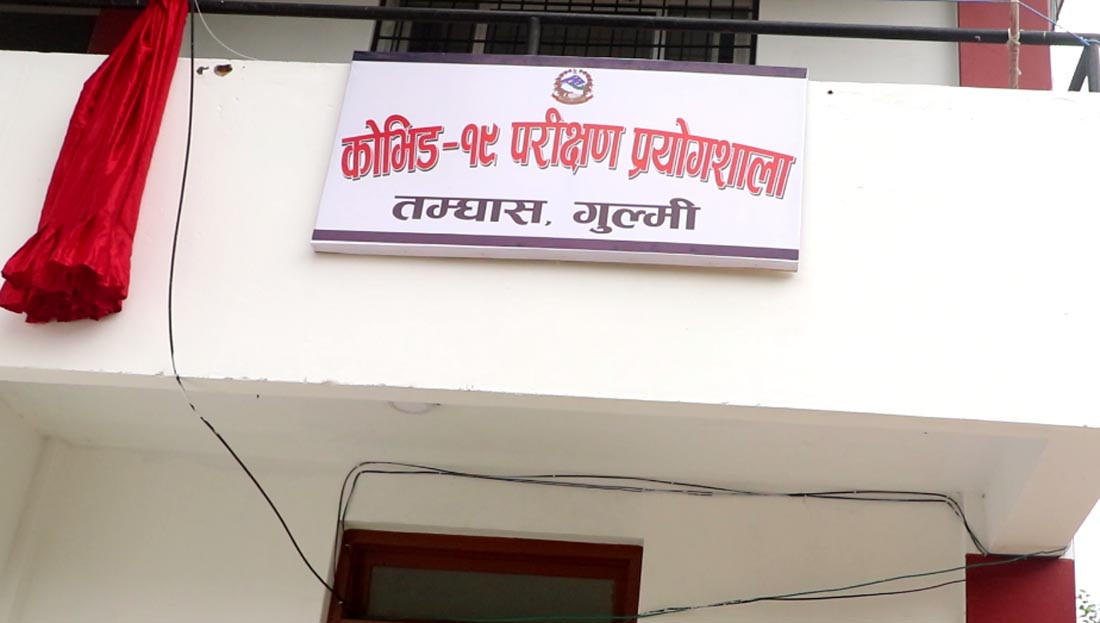 कोभिड-१९ परीक्षण प्रयोगशाला
तम्घास, गुल्मी